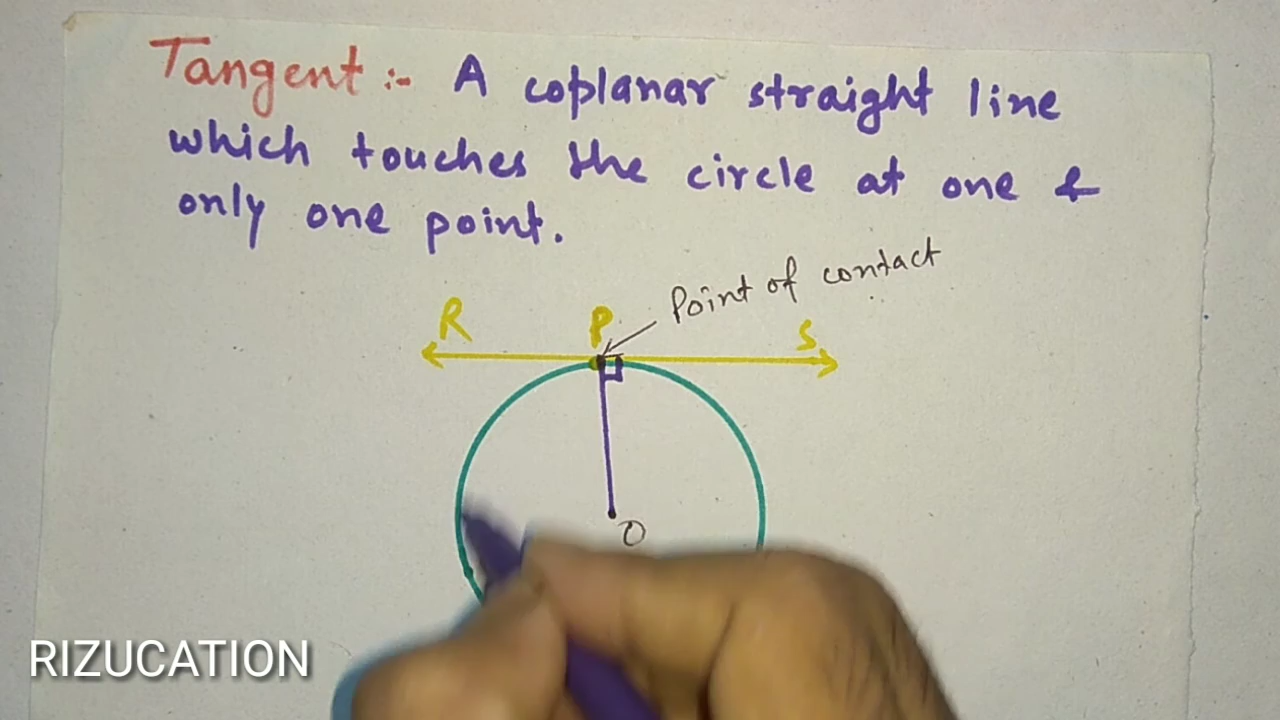 Tangent :- A coplanar straight line
which touches the circle at one &
only one point.
Point of contact
R P S
O
RIZUCATION